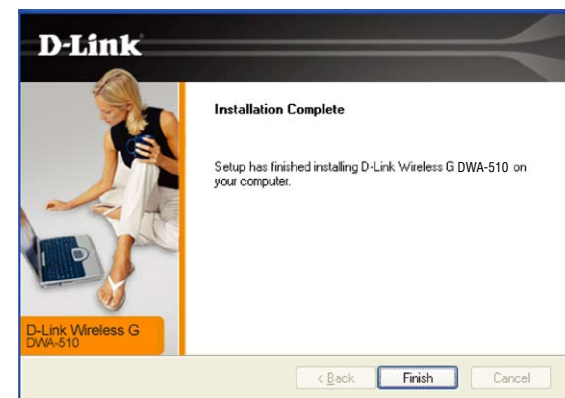 D-Link
Installation Complete
Setup has finished installing D-Link Wireless G DWA-510 on
your computer.
D-Link Wireless G
DWA-510
< Back
Finish
Cancel